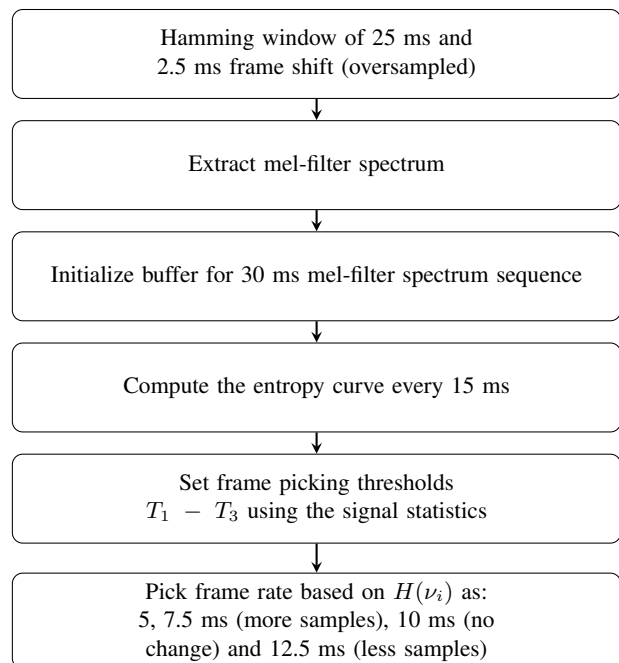 Hamming window of 25 ms and
2.5 ms frame shift (oversampled)
Extract mel-filter spectrum
Initialize buffer for 30 ms mel-filter spectrum sequence
Compute the entropy curve every 15 ms
Set frame picking thresholds
T₁ − T₃ using the signal statistics
Pick frame rate based on H(νᵢ) as:
5, 7.5 ms (more samples), 10 ms (no
change) and 12.5 ms (less samples)